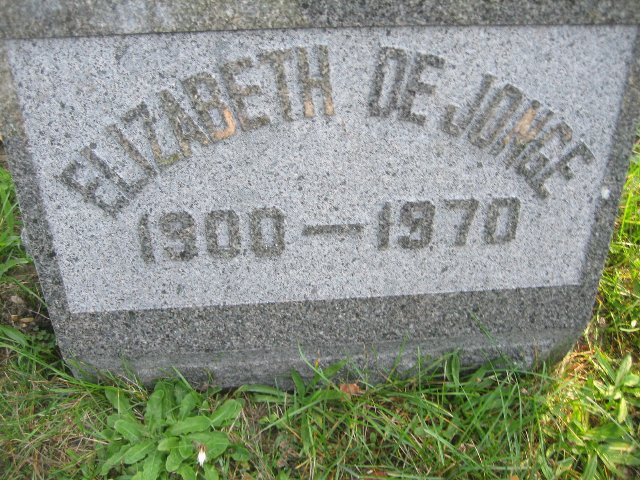 ELIZABETH DE JONGE
1900 — 1970